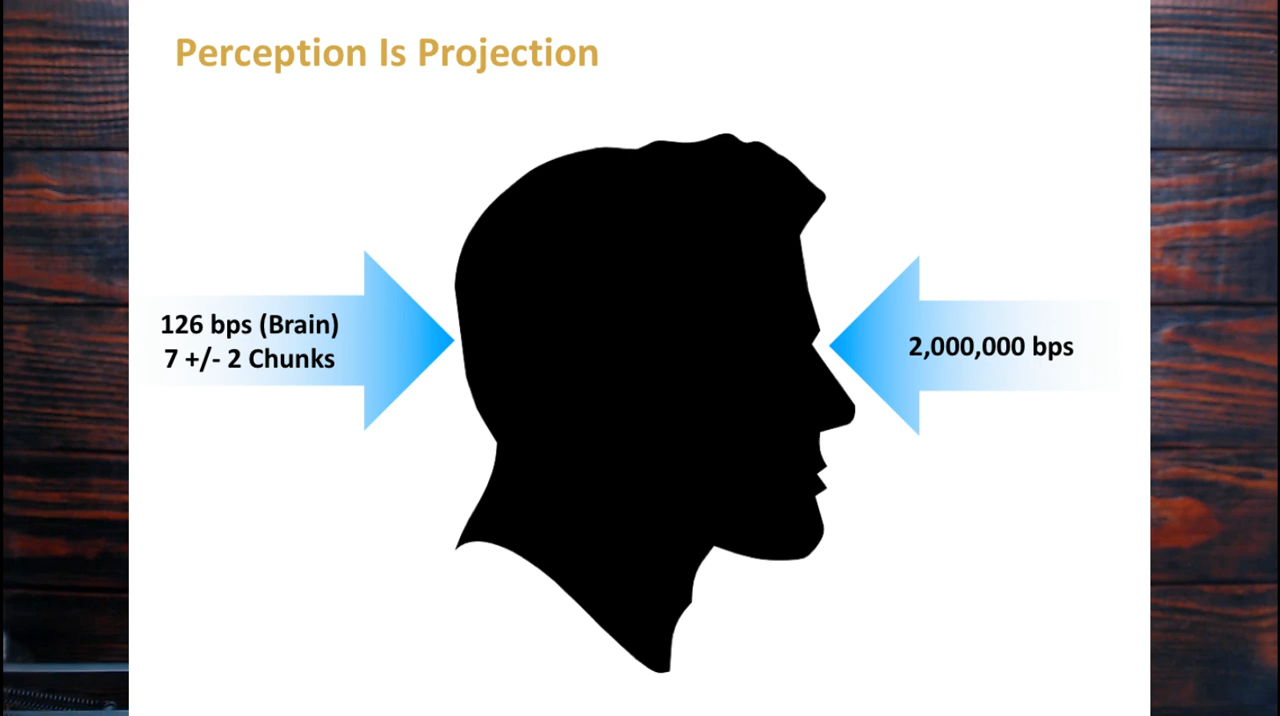 Perception Is Projection
126 bps (Brain)
7 +/- 2 Chunks
2,000,000 bps